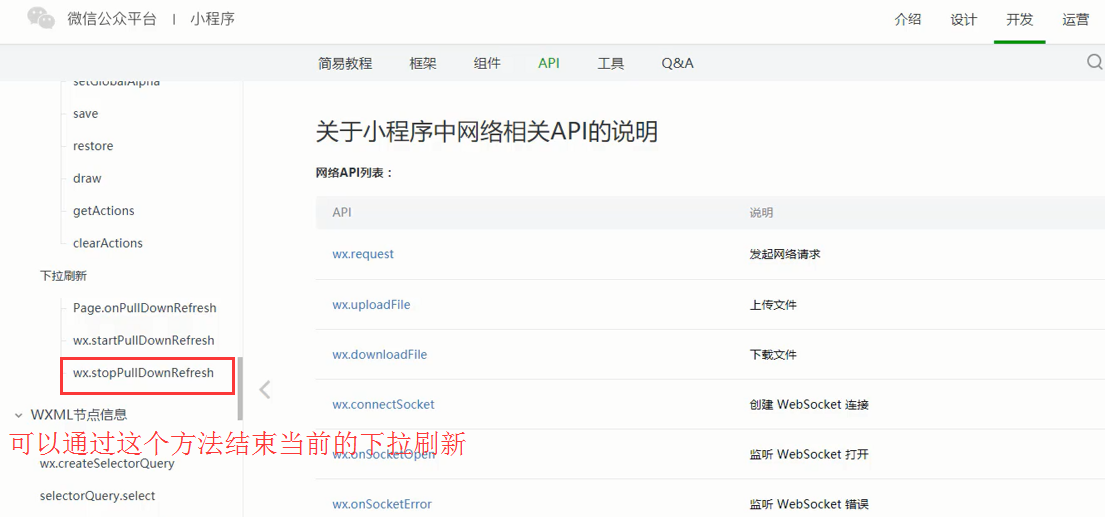 微信公众平台 | 小程序
介绍 设计 开发 运营
简易教程 框架 组件 API 工具 Q&A
setGlobalAlpha
save
restore
draw
getActions
clearActions
下拉刷新
Page.onPullDownRefresh
wx.startPullDownRefresh
wx.stopPullDownRefresh
WXML节点信息
可以通过这个方法结束当前的下拉刷新
wx.createSelectorQuery
selectorQuery.select
关于小程序中网络相关API的说明
网络API列表：
API 说明
wx.request 发起网络请求
wx.uploadFile 上传文件
wx.downloadFile 下载文件
wx.connectSocket 创建 WebSocket 连接
wx.onSocketOpen 监听 WebSocket 打开
wx.onSocketError 监听 WebSocket 错误